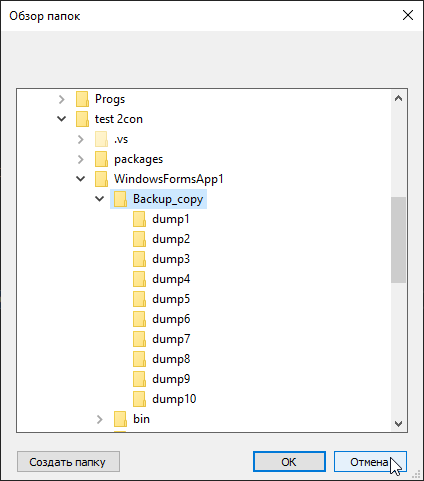 Обзор папок
Progs
test 2con
.vs
packages
WindowsFormsApp1
Backup_copy
dump1
dump2
dump3
dump4
dump5
dump6
dump7
dump8
dump9
dump10
bin
Создать папку
ОК
Отмена